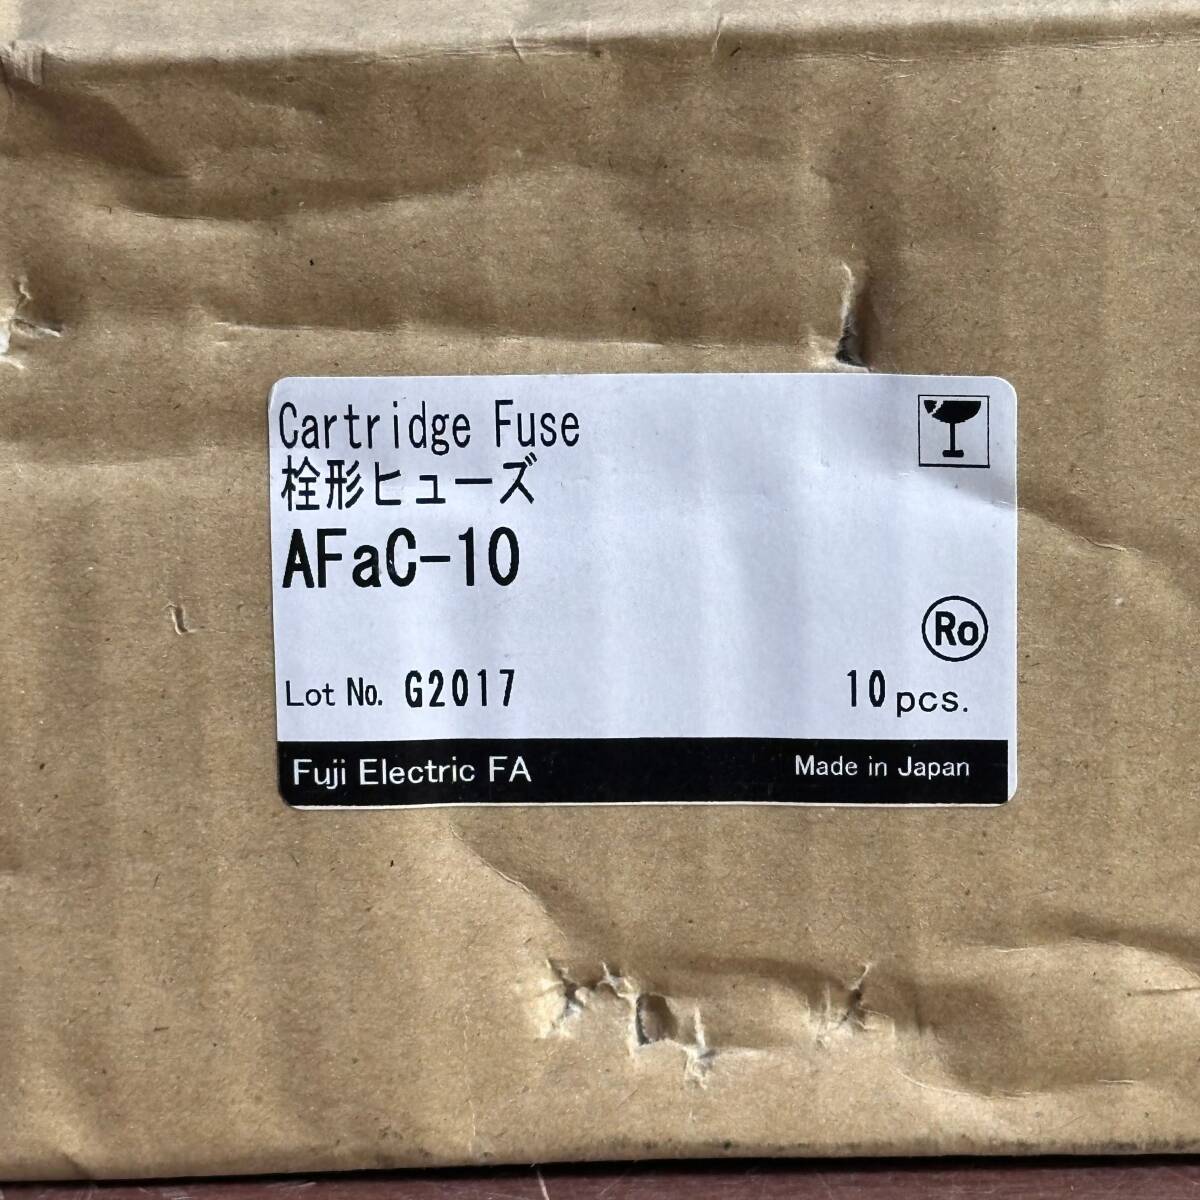 Cartridge Fuse
栓形ヒューズ
AFaC-10
Ro
Lot No. G2017
10 pcs.
Fuji Electric FA
Made in Japan